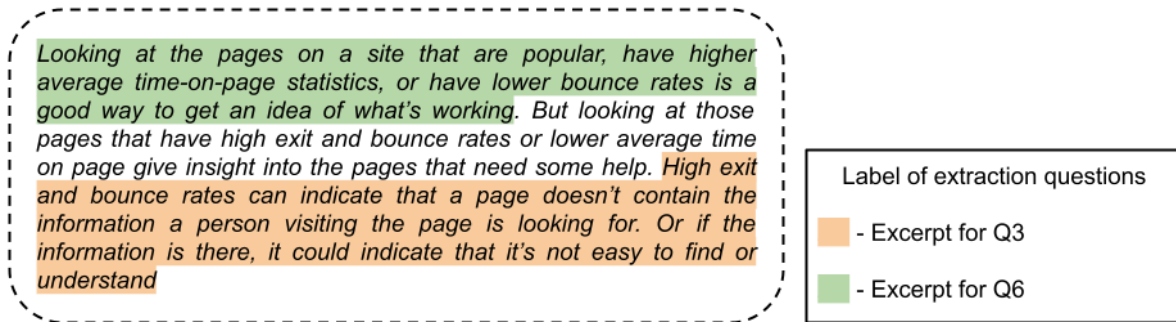 Looking at the pages on a site that are popular, have higher
average time-on-page statistics, or have lower bounce rates is a
good way to get an idea of what's working. But looking at those
pages that have high exit and bounce rates or lower average time
on page give insight into the pages that need some help. High exit
and bounce rates can indicate that a page doesn't contain the
information a person visiting the page is looking for. Or if the
information is there, it could indicate that it's not easy to find or
understand
Label of extraction questions
- Excerpt for Q3
- Excerpt for Q6